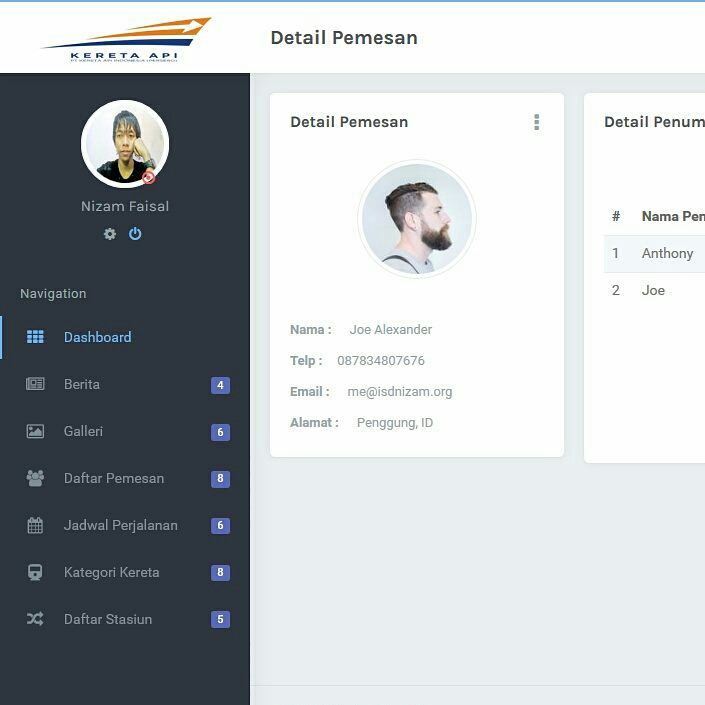 KERETA API
PT KERETA API INDONESIA (PERSERO)
Detail Pemesan
Nizam Faisal
Navigation
Dashboard
Berita 4
Galleri 6
Daftar Pemesan 8
Jadwal Perjalanan 6
Kategori Kereta 8
Daftar Stasiun 5
Detail Pemesan
Nama : Joe Alexander
Telp : 087834807676
Email : me@isdnizam.org
Alamat : Penggung, ID
Detail Penum
# Nama Pen
1 Anthony
2 Joe